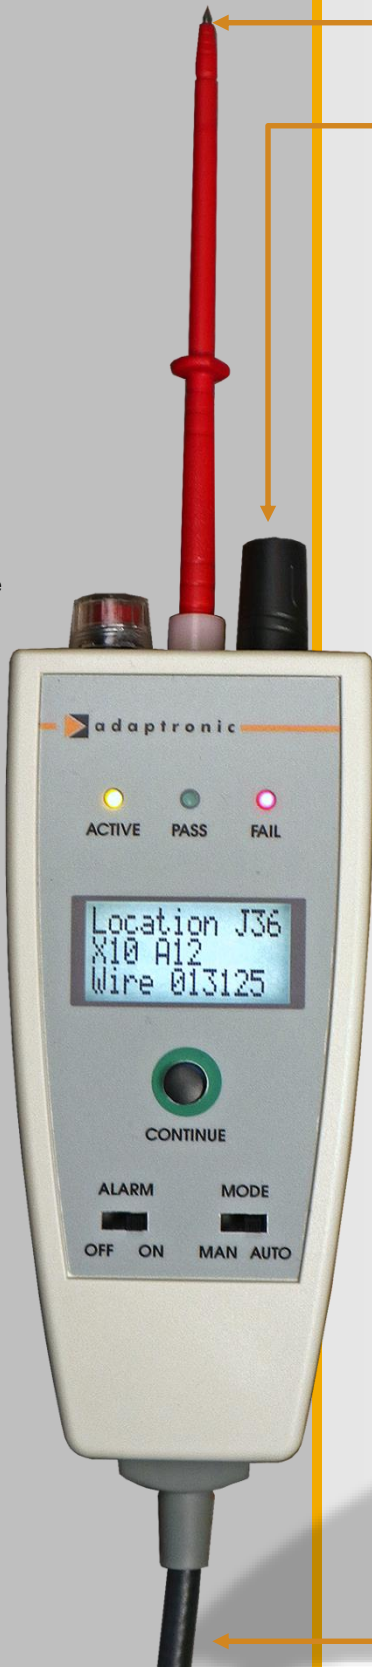 adaptronic
ACTIVE PASS FAIL
Location J36
X10 A12
Wire 013125
CONTINUE
ALARM MODE
OFF ON MAN AUTO